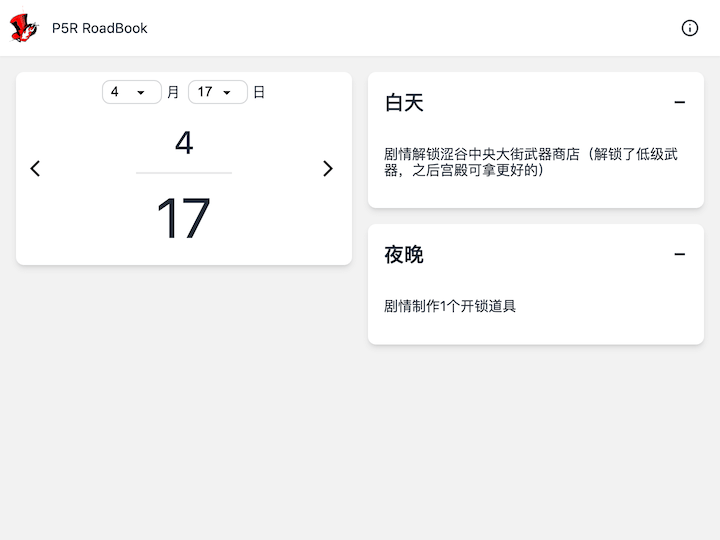 P5R RoadBook
4 月 17 日
4
17
白天
剧情解锁涩谷中央大街武器商店（解锁了低级武
器，之后宫殿可拿更好的）
夜晚
剧情制作1个开锁道具